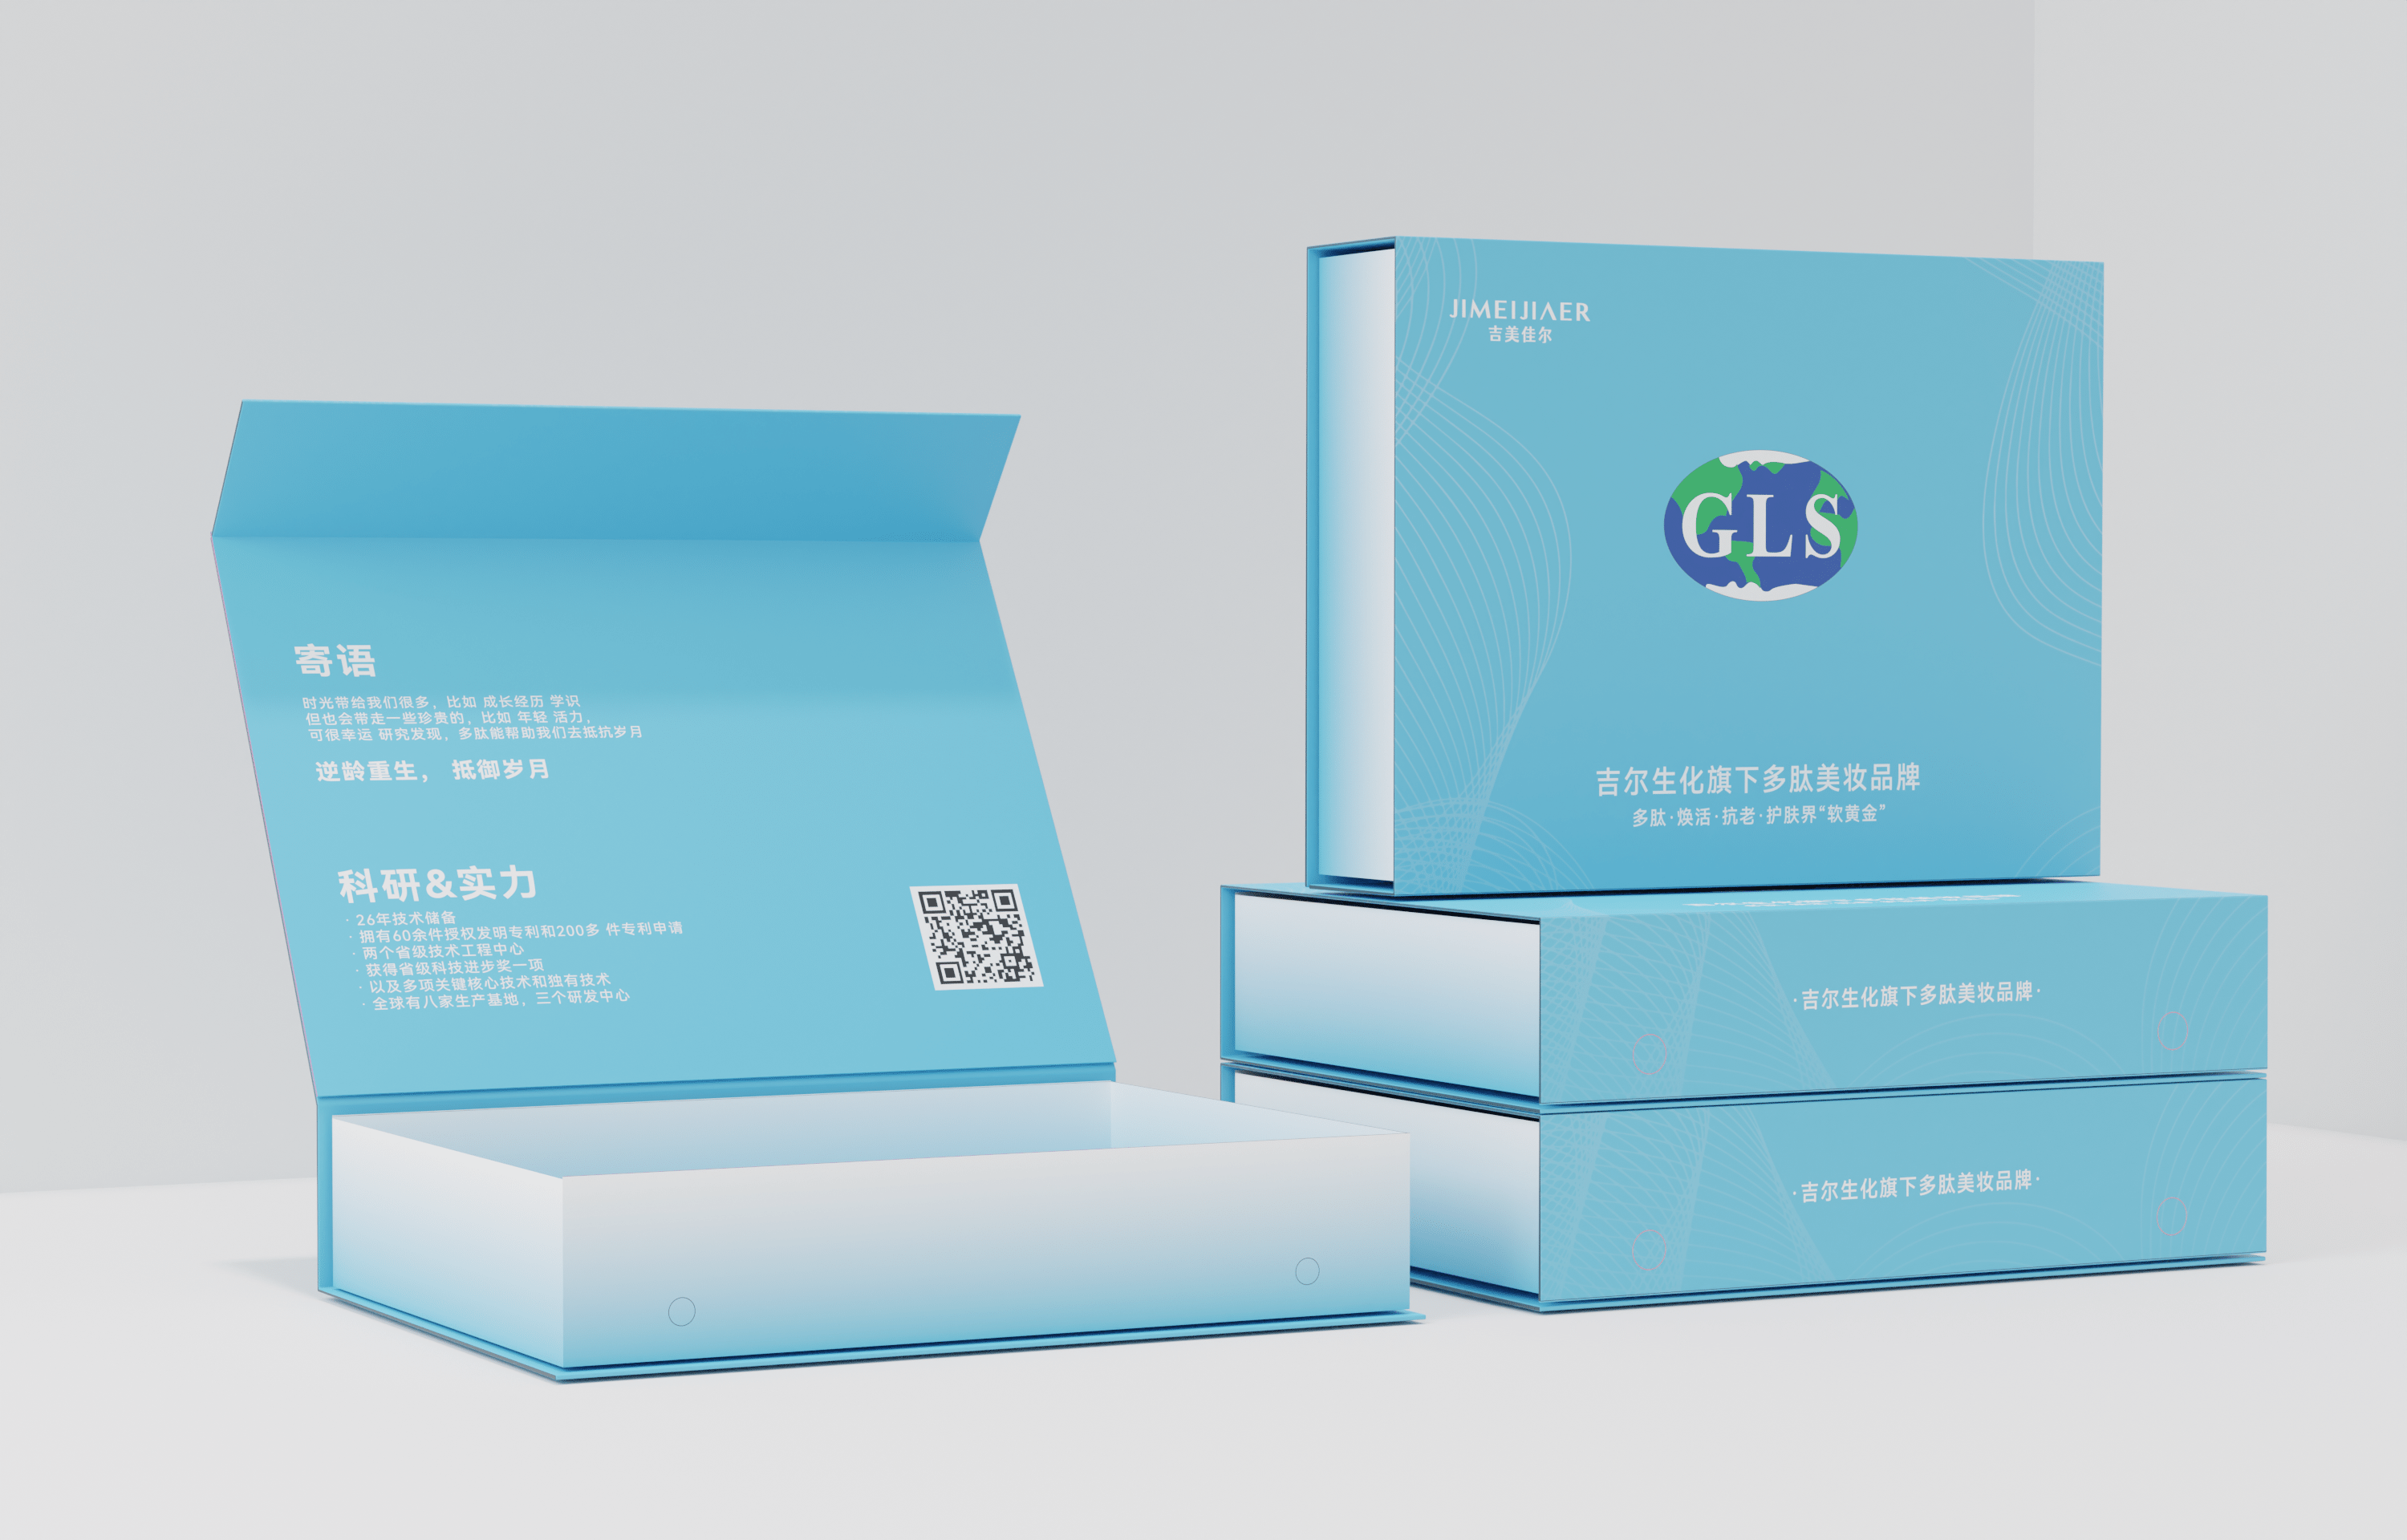 寄语
时光带给我们很多，比如 成长经历 学识
但也会带走一些珍贵的，比如 年轻 活力，
可很幸运 研究发现，多肽能帮助我们去抵抗岁月
逆龄重生， 抵御岁月
科研&实力
· 26年技术储备
· 拥有60余件授权发明专利和200多 件专利申请
· 两个省级技术工程中心
· 获得省级科技进步奖一项
· 以及多项关键核心技术和独有技术
· 全球有八家生产基地，三个研发中心
JIMEIJIAER
吉美佳尔
GLS
吉尔生化旗下多肽美妆品牌
多肽·焕活·抗老·护肤界“软黄金”
·吉尔生化旗下多肽美妆品牌·
·吉尔生化旗下多肽美妆品牌·